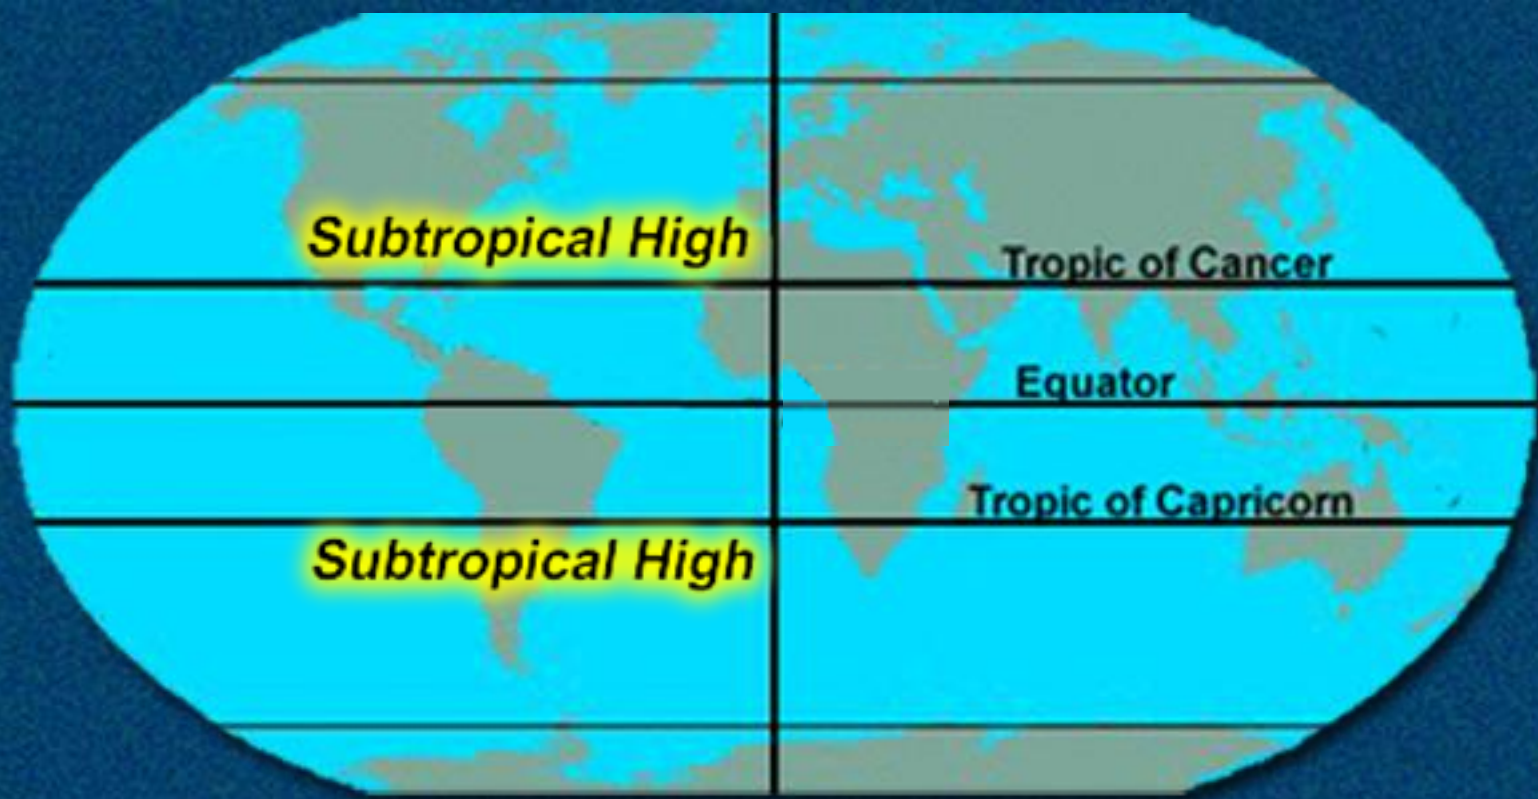 Subtropical High
Tropic of Cancer
Equator
Tropic of Capricorn
Subtropical High